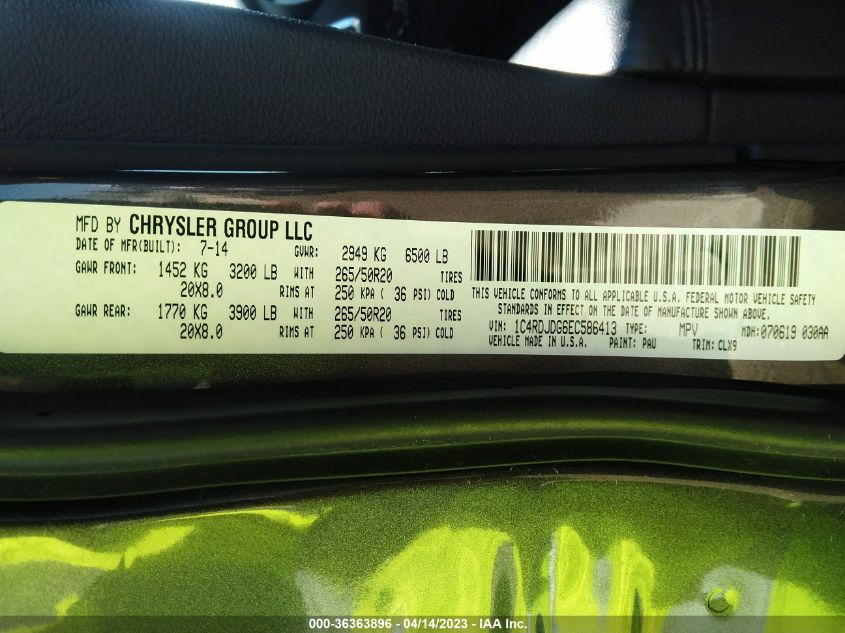 MFD BY CHRYSLER GROUP LLC
DATE OF MFR(BUILT): 7-14 GVWR: 2949 KG 6500 LB
GAWR FRONT: 1452 KG 3200 LB WITH 265/50R20 TIRES
20X8.0 RIMS AT 250 KPA ( 36 PSI) COLD
GAWR REAR: 1770 KG 3900 LB WITH 265/50R20 TIRES
20X8.0 RIMS AT 250 KPA ( 36 PSI) COLD
THIS VEHICLE CONFORMS TO ALL APPLICABLE U.S.A. FEDERAL MOTOR VEHICLE SAFETY
STANDARDS IN EFFECT ON THE DATE OF MANUFACTURE SHOWN ABOVE.
VIN: 1C4RDJDG6EC586413 TYPE: MPV MDH:070619 030AA
VEHICLE MADE IN U.S.A. PAINT: PAU TRIM: CLX9
000-36363896 - 04/14/2023 - IAA Inc.